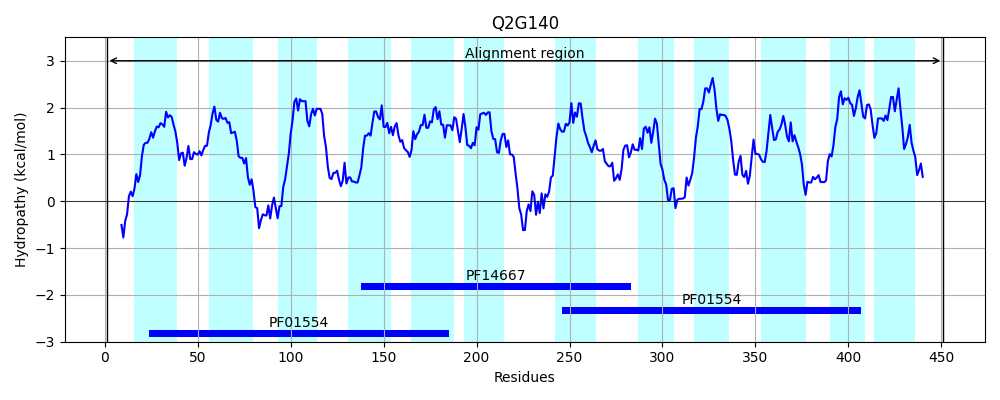 Q2G140
Alignment region
Hydropathy (kcal/mol)
3
2
1
0
−1
−2
−3
PF14667
PF01554
PF01554
0 50 100 150 200 250 300 350 400 450
Residues